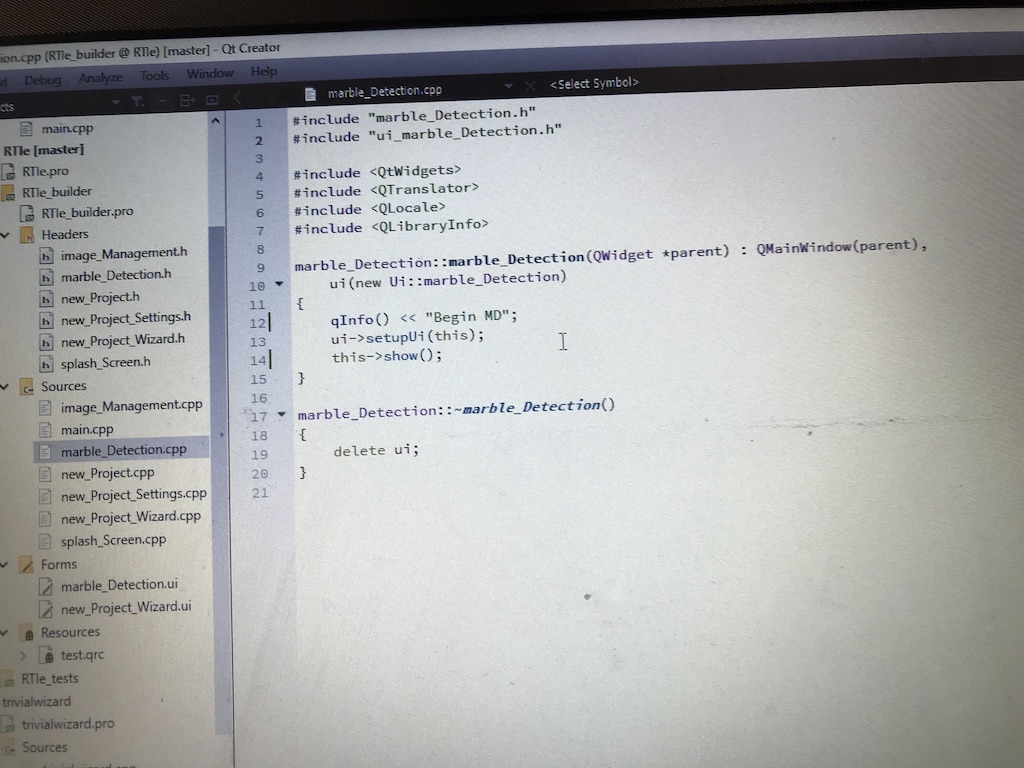 ion.cpp (RTle_builder @ RTle) [master] - Qt Creator
d Debug Analyze Tools Window Help
cts
marble_Detection.cpp <Select Symbol>
main.cpp
RTle [master]
RTle.pro
RTle_builder
RTle_builder.pro
Headers
image_Management.h
marble_Detection.h
new_Project.h
new_Project_Settings.h
new_Project_Wizard.h
splash_Screen.h
Sources
image_Management.cpp
main.cpp
marble_Detection.cpp
new_Project.cpp
new_Project_Settings.cpp
new_Project_Wizard.cpp
splash_Screen.cpp
Forms
marble_Detection.ui
new_Project_Wizard.ui
Resources
test.qrc
RTle_tests
trivialwizard
trivialwizard.pro
Sources
1 #include "marble_Detection.h"
2 #include "ui_marble_Detection.h"
3
4 #include <QtWidgets>
5 #include <QTranslator>
6 #include <QLocale>
7 #include <QLibraryInfo>
8
9 marble_Detection::marble_Detection(QWidget *parent) : QMainWindow(parent),
10 ui(new Ui::marble_Detection)
11 {
12 qInfo() << "Begin MD";
13 ui->setupUi(this);
14 this->show();
15 }
16
17 marble_Detection::~marble_Detection()
18 {
19 delete ui;
20 }
21